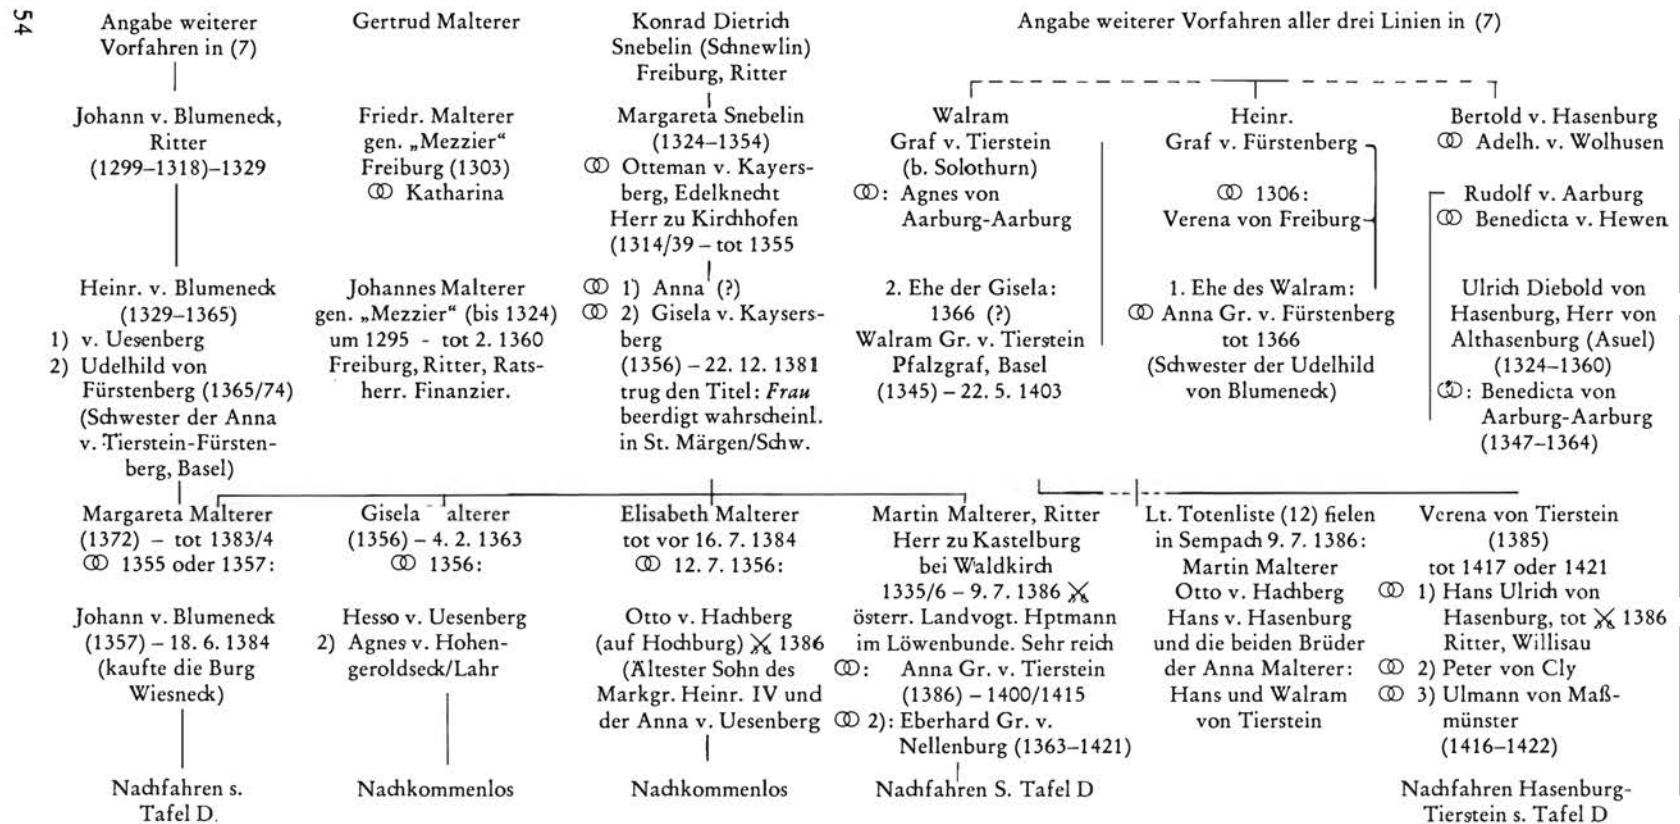 54
Angabe weiterer
Vorfahren in (7)
Johann v. Blumeneck,
Ritter
(1299–1318)–1329
Heinr. v. Blumeneck
(1329–1365)
1) v. Uesenberg
2) Udelhild von
Fürstenberg (1365/74)
(Schwester der Anna
v. Tierstein-Fürsten-
berg, Basel)
Gertrud Malterer
Friedr. Malterer
gen. „Mezzier“
Freiburg (1303)
⚭ Katharina
Johannes Malterer
gen. „Mezzier“ (bis 1324)
um 1295 - tot 2. 1360
Freiburg, Ritter, Rats-
herr. Finanzier.
Konrad Dietrich
Snebelin (Schnewlin)
Freiburg, Ritter
Margareta Snebelin
(1324–1354)
⚭ Otteman v. Kayers-
berg, Edelknecht
Herr zu Kirchhofen
(1314/39 – tot 1355
⚭ 1) Anna (?)
⚭ 2) Gisela v. Kaysers-
berg
(1356) – 22. 12. 1381
trug den Titel: Frau
beerdigt wahrscheinl.
in St. Märgen/Schw.
Angabe weiterer Vorfahren aller drei Linien in (7)
Walram
Graf v. Tierstein
(b. Solothurn)
⚭: Agnes von
Aarburg-Aarburg
2. Ehe der Gisela:
1366 (?)
Walram Gr. v. Tierstein
Pfalzgraf, Basel
(1345) – 22. 5. 1403
Heinr.
Graf v. Fürstenberg
⚭ 1306:
Verena von Freiburg
1. Ehe des Walram:
⚭ Anna Gr. v. Fürstenberg
tot 1366
(Schwester der Udelhild
von Blumeneck)
Bertold v. Hasenburg
⚭ Adelh. v. Wolhusen
Rudolf v. Aarburg
⚭ Benedicta v. Hewen
Ulrich Diebold von
Hasenburg, Herr von
Althasenburg (Asuel)
(1324–1360)
⚭: Benedicta von
Aarburg-Aarburg
(1347–1364)
Margareta Malterer
(1372) – tot 1383/4
⚭ 1355 oder 1357:
Johann v. Blumeneck
(1357) – 18. 6. 1384
(kaufte die Burg
Wiesneck)
Nachfahren s.
Tafel D.
Gisela alterer
(1356) – 4. 2. 1363
⚭ 1356:
Hesso v. Uesenberg
2) Agnes v. Hohen-
geroldseck/Lahr
Nachkommenlos
Elisabeth Malterer
tot vor 16. 7. 1384
⚭ 12. 7. 1356:
Otto v. Hachberg
(auf Hochburg) ⚔ 1386
(Ältester Sohn des
Markgr. Heinr. IV und
der Anna v. Uesenberg
Nachkommenlos
Martin Malterer, Ritter
Herr zu Kastelburg
bei Waldkirch
1335/6 – 9. 7. 1386 ⚔
österr. Landvogt. Hptmann
im Löwenbunde. Sehr reich
⚭: Anna Gr. v. Tierstein
(1386) – 1400/1415
⚭ 2): Eberhard Gr. v.
Nellenburg (1363–1421)
Nachfahren S. Tafel D
Lt. Totenliste (12) fielen
in Sempach 9. 7. 1386:
Martin Malterer
Otto v. Hachberg
Hans v. Hasenburg
und die beiden Brüder
der Anna Malterer:
Hans und Walram
von Tierstein
Verena von Tierstein
(1385)
tot 1417 oder 1421
⚭ 1) Hans Ulrich von
Hasenburg, tot ⚔ 1386
Ritter, Willisau
⚭ 2) Peter von Cly
⚭ 3) Ulmann von Maß-
münster
(1416–1422)
Nachfahren Hasenburg-
Tierstein s. Tafel D